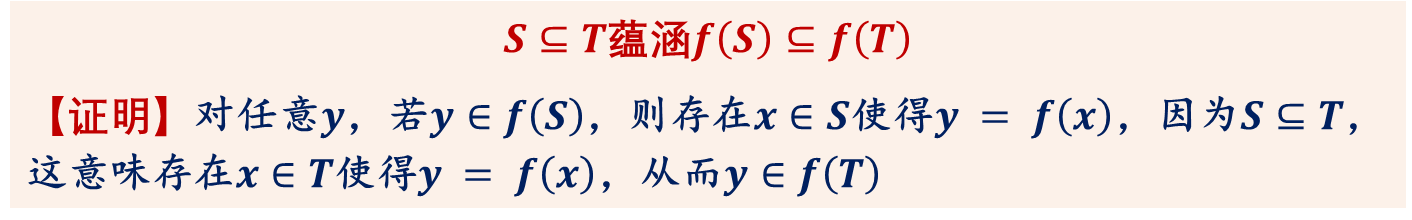 S ⊆ T蕴涵f(S) ⊆ f(T)
【证明】对任意y，若y ∈ f(S)，则存在x ∈ S使得y = f(x)，因为S ⊆ T，
这意味存在x ∈ T使得y = f(x)，从而y ∈ f(T)